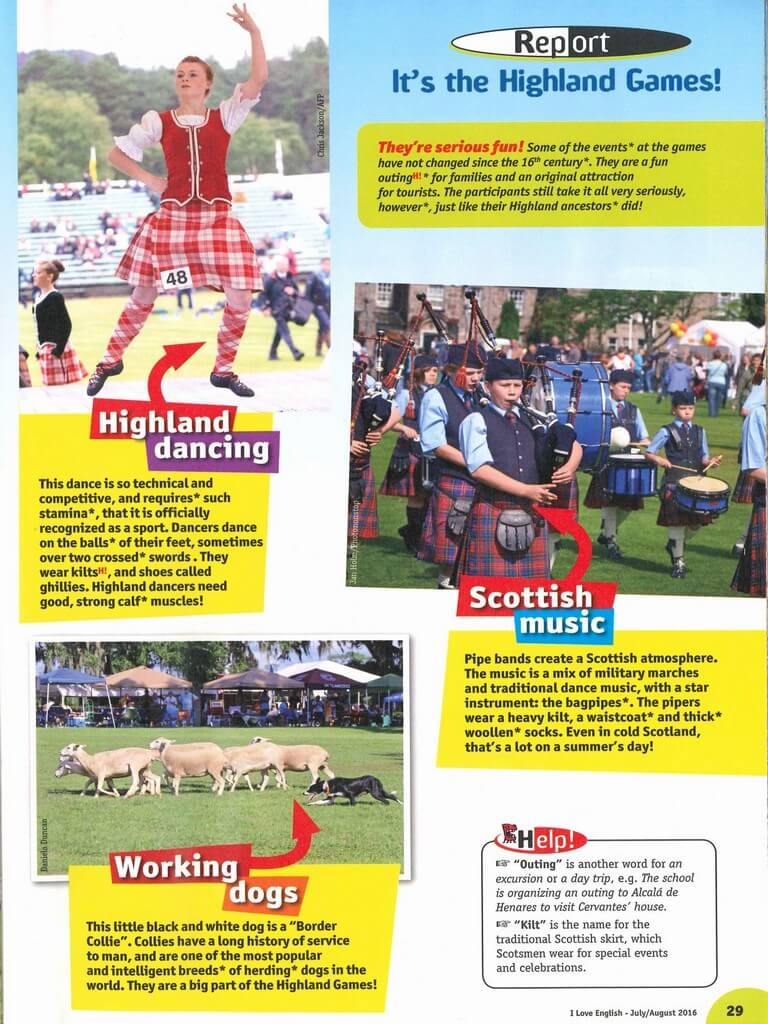 Report
It's the Highland Games!
They're serious fun! Some of the events* at the games
have not changed since the 16th century*. They are a fun
outingH!* for families and an original attraction
for tourists. The participants still take it all very seriously,
however*, just like their Highland ancestors* did!
Chris Jackson/AFP
48
Highland
dancing
This dance is so technical and
competitive, and requires* such
stamina*, that it is officially
recognized as a sport. Dancers dance
on the balls* of their feet, sometimes
over two crossed* swords. They
wear kiltsH!, and shoes called
ghillies. Highland dancers need
good, strong calf* muscles!
Jan Holm/Photononstop
Scottish
music
Pipe bands create a Scottish atmosphere.
The music is a mix of military marches
and traditional dance music, with a star
instrument: the bagpipes*. The pipers
wear a heavy kilt, a waistcoat* and thick*
woollen* socks. Even in cold Scotland,
that's a lot on a summer's day!
Daniela Duncan
Working
dogs
This little black and white dog is a "Border
Collie". Collies have a long history of service
to man, and are one of the most popular
and intelligent breeds* of herding* dogs in the
world. They are a big part of the Highland Games!
Help!
☞ "Outing" is another word for an
excursion or a day trip, e.g. The school
is organizing an outing to Alcalá de
Henares to visit Cervantes' house.
☞ "Kilt" is the name for the
traditional Scottish skirt, which
Scotsmen wear for special events
and celebrations.
I Love English - July/August 2016
29